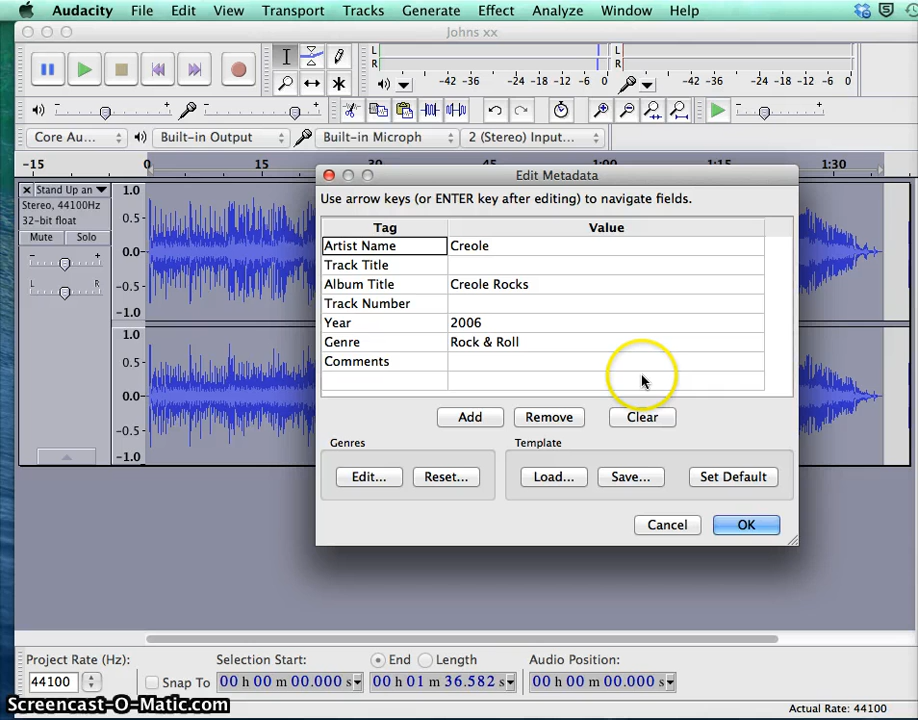 Audacity File Edit View Transport Tracks Generate Effect Analyze Window Help
Johns xx
L
R
-42 -36 -24 -12 0
L
R
-42 -36 -24 -12 0
Core Au... Built-in Output Built-in Microph 2 (Stereo) Input...
-15 0 15 30 45 1:00 1:15 1:30
Stand Up an
Stereo, 44100Hz
32-bit float
Mute Solo
- +
L R
1.0
0.5
0.0
-0.5
-1.0
1.0
0.5
0.0
-0.5
-1.0
Edit Metadata
Use arrow keys (or ENTER key after editing) to navigate fields.
Tag Value
Artist Name Creole
Track Title
Album Title Creole Rocks
Track Number
Year 2006
Genre Rock & Roll
Comments
Add Remove Clear
Genres Template
Edit... Reset... Load... Save... Set Default
Cancel OK
Project Rate (Hz): Selection Start: End Length Audio Position:
44100 Snap To 00 h 00 m 00.000 s 00 h 01 m 36.582 s 00 h 00 m 00.000 s
Screencast-O-Matic.com
Actual Rate: 44100